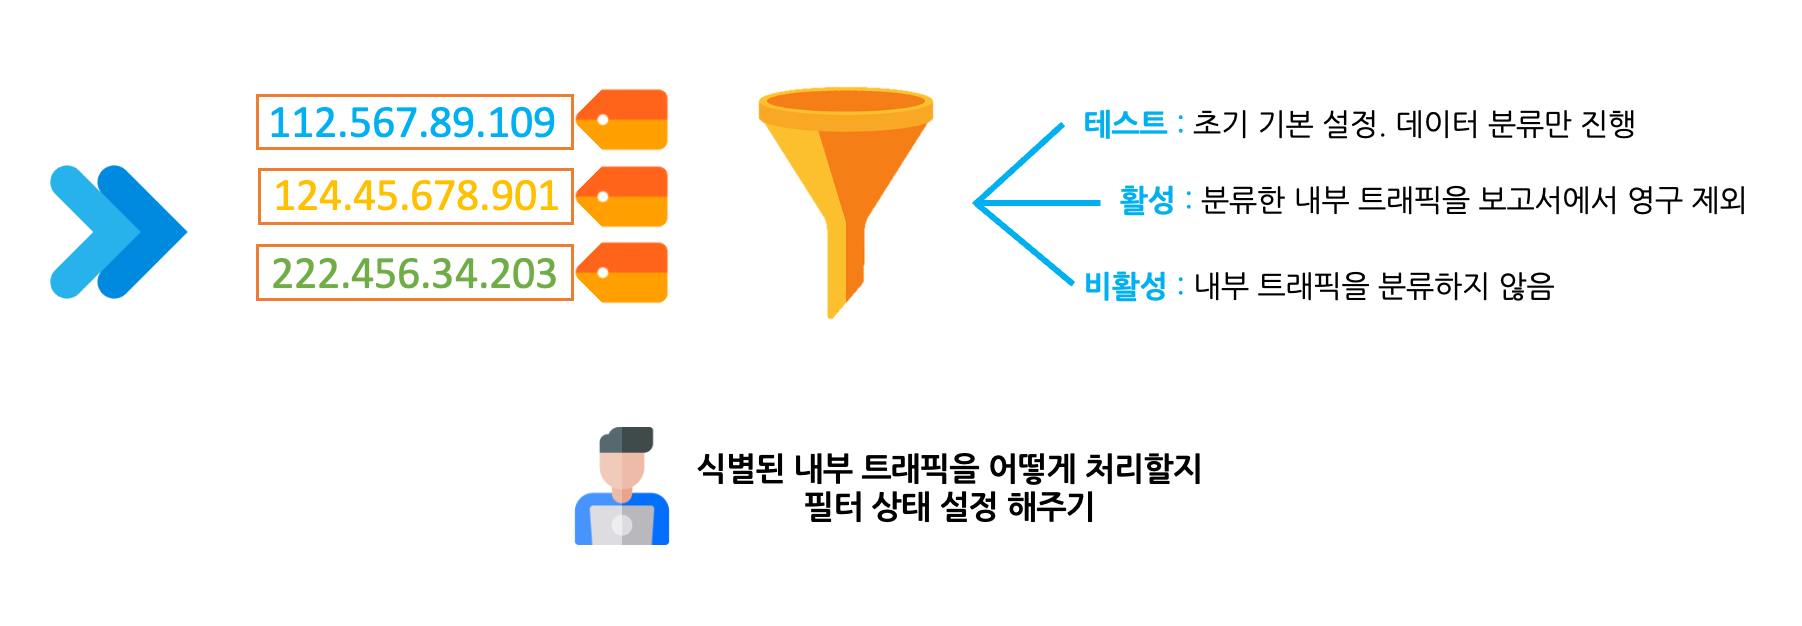 112.567.89.109
124.45.678.901
222.456.34.203
테스트 : 초기 기본 설정. 데이터 분류만 진행
활성 : 분류한 내부 트래픽을 보고서에서 영구 제외
비활성 : 내부 트래픽을 분류하지 않음
식별된 내부 트래픽을 어떻게 처리할지
필터 상태 설정 해주기